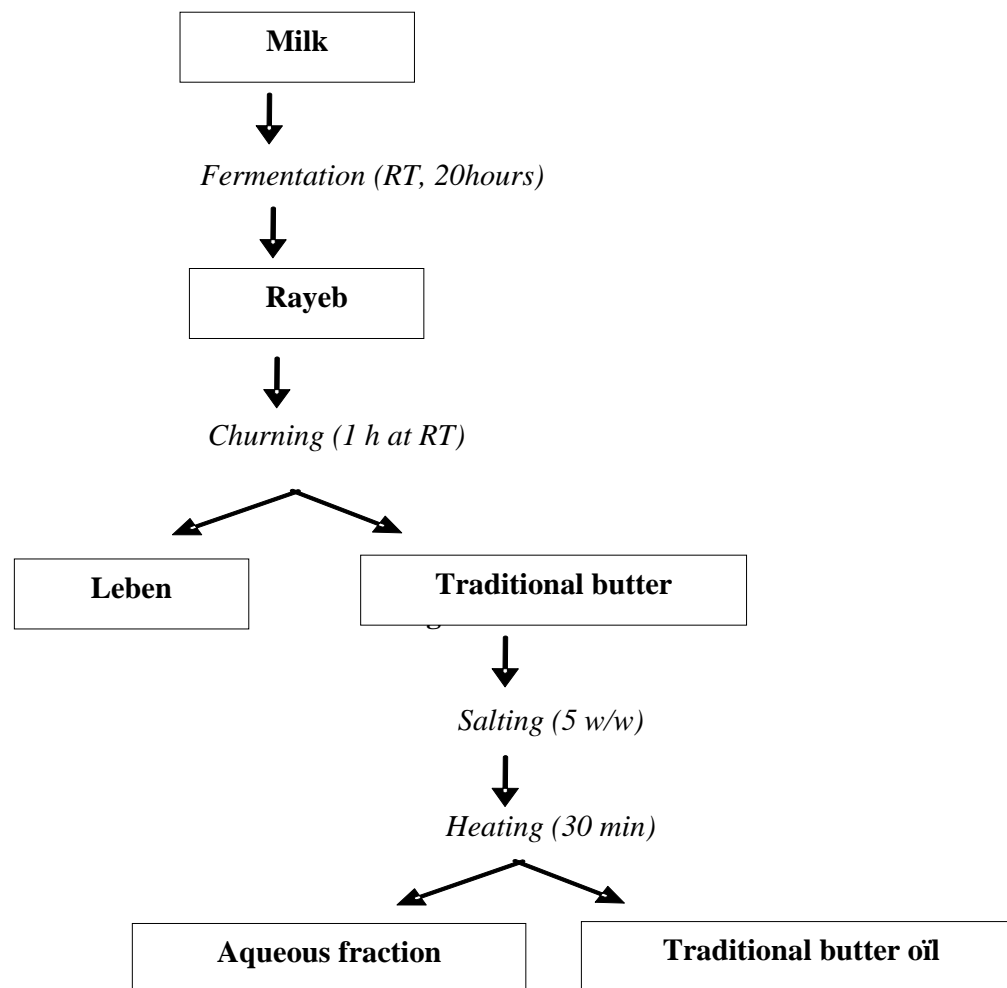 Milk
Fermentation (RT, 20hours)
Rayeb
Churning (1 h at RT)
Leben
Traditional butter
Salting (5 w/w)
Heating (30 min)
Aqueous fraction
Traditional butter oïl